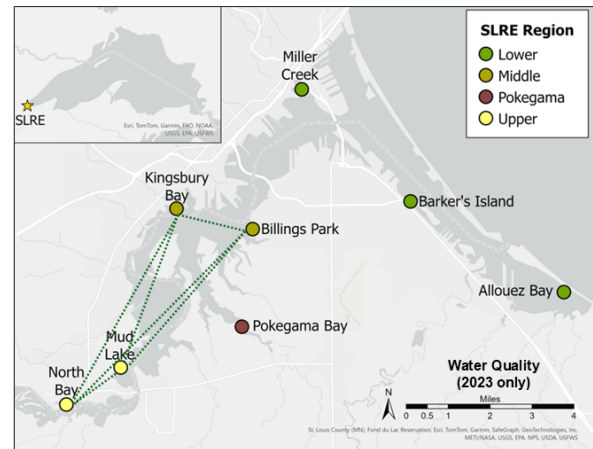 SLRE
Esri, TomTom, Garmin, FAO, NOAA,
USGS, EPA, USFWS
Miller
Creek
SLRE Region
Lower
Middle
Pokegama
Upper
Kingsbury
Bay
Billings Park
Barker's Island
Allouez Bay
Pokegama Bay
Mud
Lake
North
Bay
Water Quality
(2023 only)
N
Miles
0 0.5 1 2 3 4
St. Louis County (MN), Fond du Lac Reservation, Esri, TomTom, Garmin, SafeGraph, GeoTechnologies, Inc,
METI/NASA, USGS, EPA, NPS, USDA, USFWS